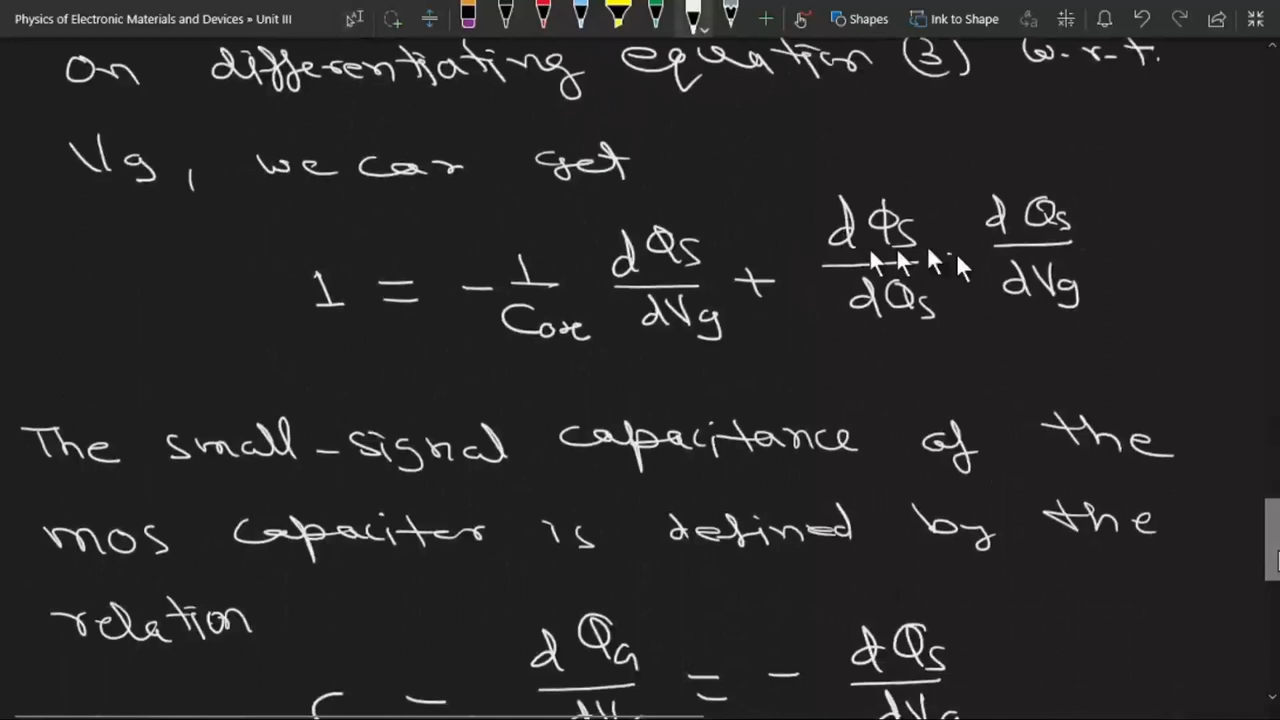 Physics of Electronic Materials and Devices » Unit III
Shapes
Ink to Shape
On differentiating equation (3) w.r.t.
Vg, we can get
1 = - 1/Cox dQs/dVg + dφs/dQs · dQs/dVg
The small-signal capacitance of the
mos capacitor is defined by the
relation
dQG = - dQs